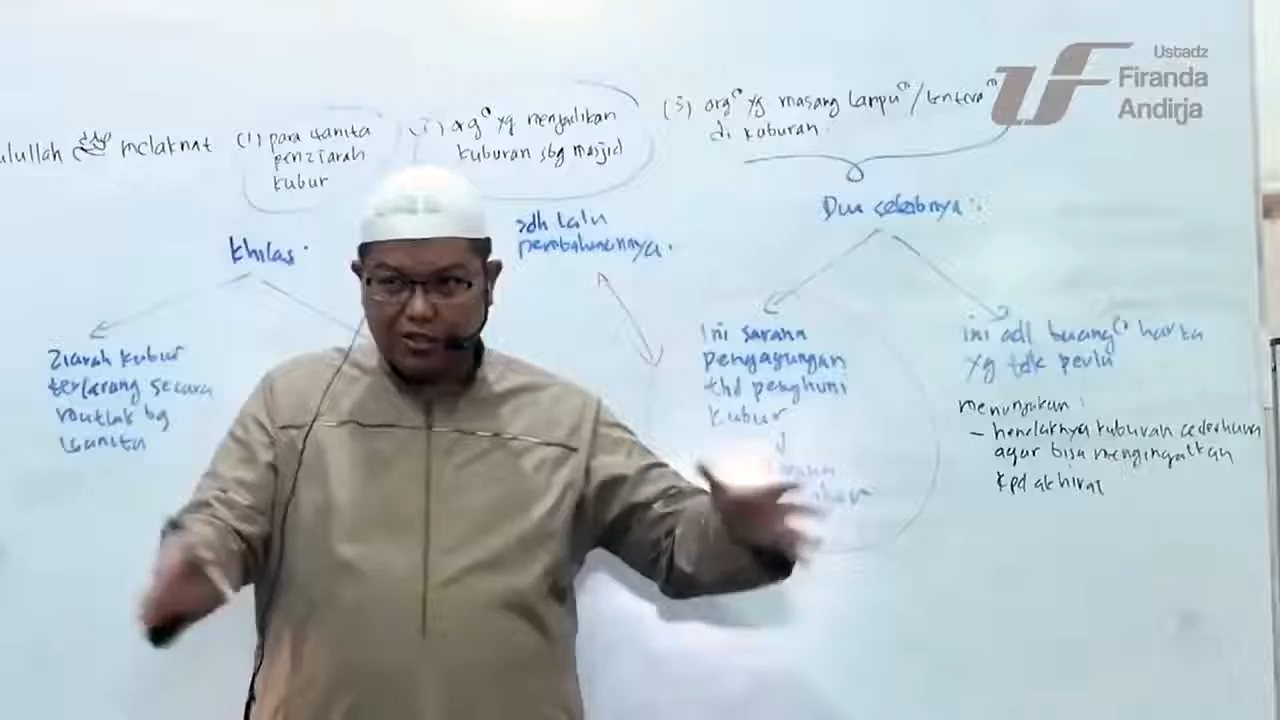 ulullah ﷺ melaknat
(1) para wanita
penziarah
kubur
(2) org² yg menjadikan
kuburan sbg masjid
(3) org² yg masang lampu²/lentera²
di kuburan.
Ustadz
Firanda
Andirja
Khilaf.
sdh lalu
pembahasannya.
Dua sebabnya :
Ziarah kubur
terlarang secara
mutlak bg
wanita
Ini sarana
pengagungan
thd penghuni
kubur
ini adl buang² harta
yg tdk perlu
menunjukan :
- hendaknya kuburan sederhana
agar bisa mengingatkan
kpd akhirat